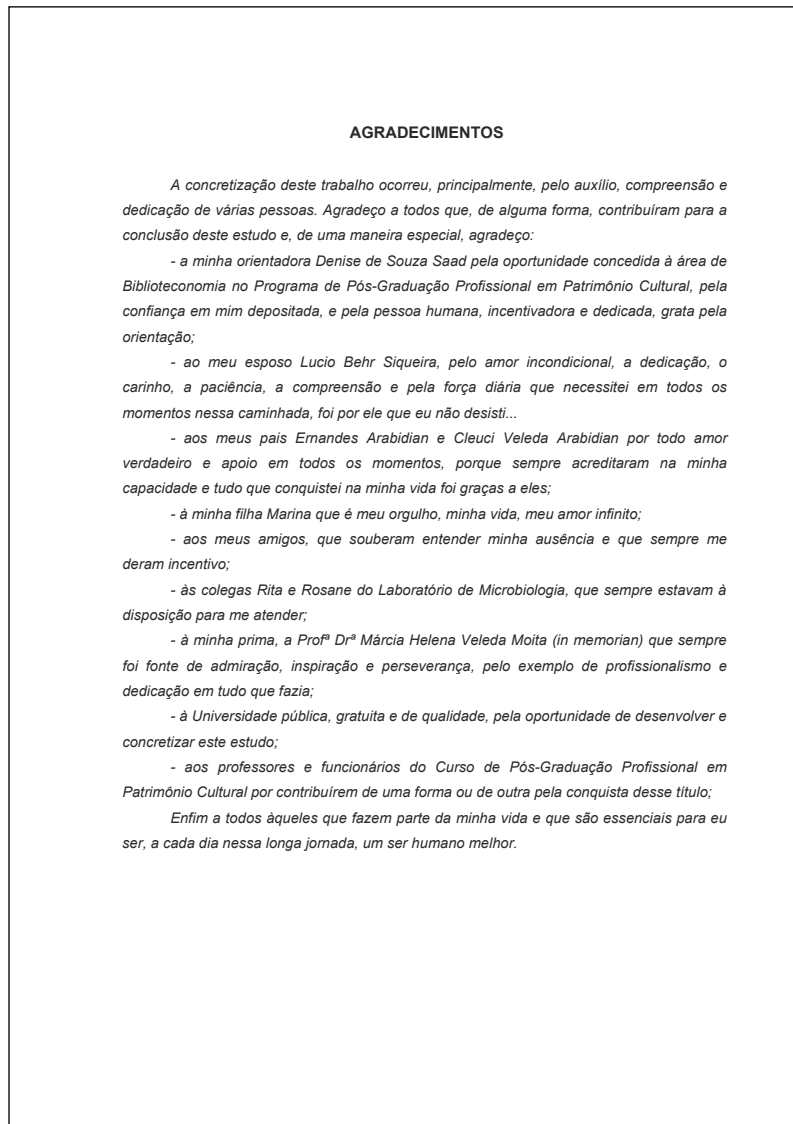 AGRADECIMENTOS
A concretização deste trabalho ocorreu, principalmente, pelo auxílio, compreensão e
dedicação de várias pessoas. Agradeço a todos que, de alguma forma, contribuíram para a
conclusão deste estudo e, de uma maneira especial, agradeço:
- a minha orientadora Denise de Souza Saad pela oportunidade concedida à área de
Biblioteconomia no Programa de Pós-Graduação Profissional em Patrimônio Cultural, pela
confiança em mim depositada, e pela pessoa humana, incentivadora e dedicada, grata pela
orientação;
- ao meu esposo Lucio Behr Siqueira, pelo amor incondicional, a dedicação, o
carinho, a paciência, a compreensão e pela força diária que necessitei em todos os
momentos nessa caminhada, foi por ele que eu não desisti...
- aos meus pais Ernandes Arabidian e Cleuci Veleda Arabidian por todo amor
verdadeiro e apoio em todos os momentos, porque sempre acreditaram na minha
capacidade e tudo que conquistei na minha vida foi graças a eles;
- à minha filha Marina que é meu orgulho, minha vida, meu amor infinito;
- aos meus amigos, que souberam entender minha ausência e que sempre me
deram incentivo;
- às colegas Rita e Rosane do Laboratório de Microbiologia, que sempre estavam à
disposição para me atender;
- à minha prima, a Profª Drª Márcia Helena Veleda Moita (in memorian) que sempre
foi fonte de admiração, inspiração e perseverança, pelo exemplo de profissionalismo e
dedicação em tudo que fazia;
- à Universidade pública, gratuita e de qualidade, pela oportunidade de desenvolver e
concretizar este estudo;
- aos professores e funcionários do Curso de Pós-Graduação Profissional em
Patrimônio Cultural por contribuírem de uma forma ou de outra pela conquista desse título;
Enfim a todos àqueles que fazem parte da minha vida e que são essenciais para eu
ser, a cada dia nessa longa jornada, um ser humano melhor.